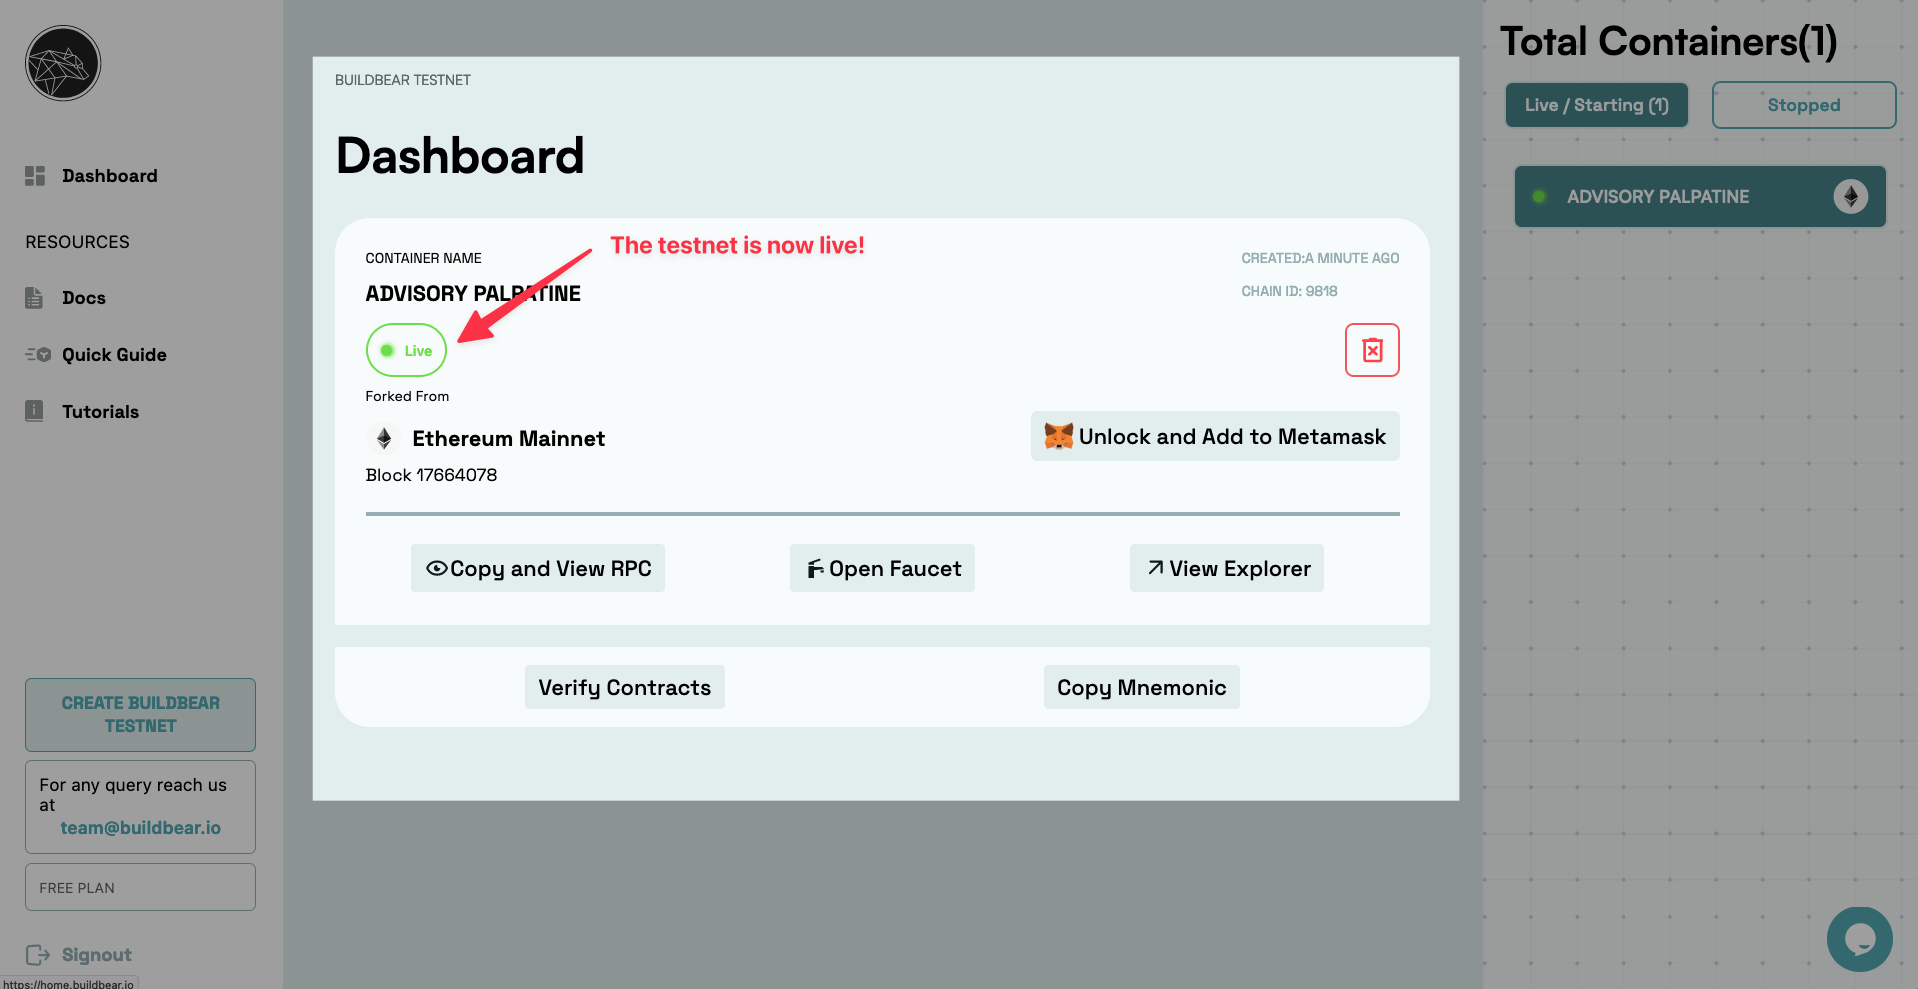 Dashboard
RESOURCES
Docs
Quick Guide
Tutorials
CREATE BUILDBEAR
TESTNET
For any query reach us
at
team@buildbear.io
FREE PLAN
Signout
https://home.buildbear.io
BUILDBEAR TESTNET
Dashboard
The testnet is now live!
CONTAINER NAME
CREATED:A MINUTE AGO
ADVISORY PALPATINE
CHAIN ID: 9818
Live
Forked From
Ethereum Mainnet
Unlock and Add to Metamask
Block 17664078
Copy and View RPC
Open Faucet
View Explorer
Verify Contracts
Copy Mnemonic
Total Containers(1)
Live / Starting (1)
Stopped
ADVISORY PALPATINE